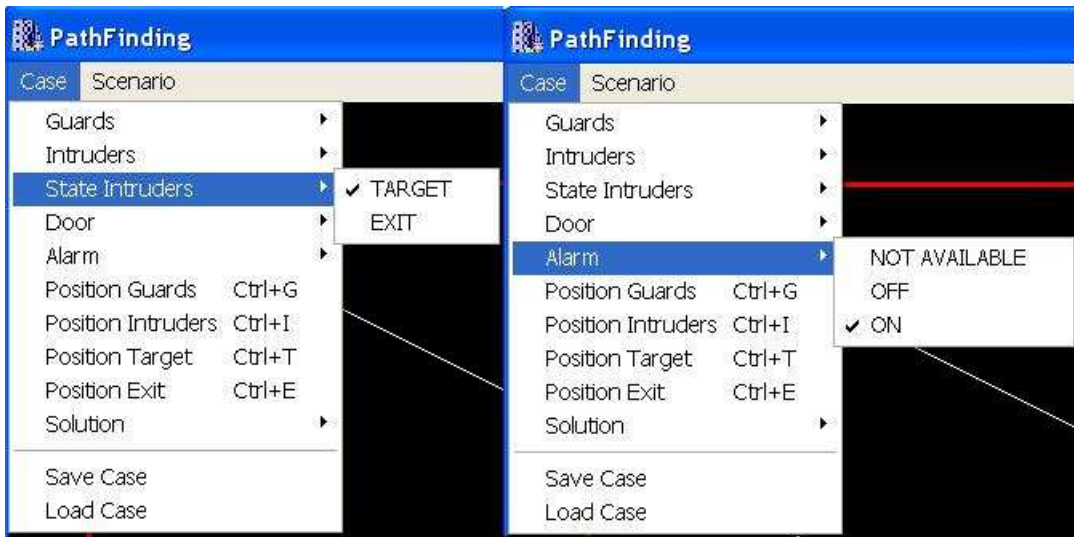 PathFinding
Case Scenario
Guards
Intruders
State Intruders
TARGET
EXIT
Door
Alarm
Position Guards Ctrl+G
Position Intruders Ctrl+I
Position Target Ctrl+T
Position Exit Ctrl+E
Solution
Save Case
Load Case
PathFinding
Case Scenario
Guards
Intruders
State Intruders
Door
Alarm
NOT AVAILABLE
OFF
ON
Position Guards Ctrl+G
Position Intruders Ctrl+I
Position Target Ctrl+T
Position Exit Ctrl+E
Solution
Save Case
Load Case